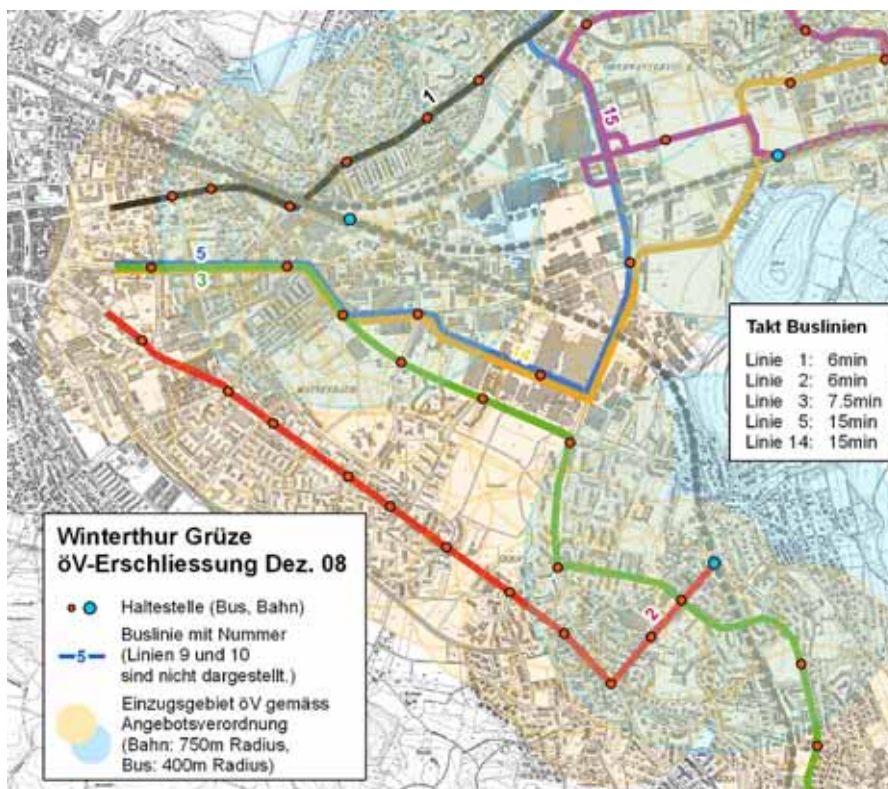 1
15
5
3
14
2
Takt Buslinien
Linie 1: 6min
Linie 2: 6min
Linie 3: 7.5min
Linie 5: 15min
Linie 14: 15min
Winterthur Grüze
öV-Erschliessung Dez. 08
Haltestelle (Bus, Bahn)
5
Buslinie mit Nummer
(Linien 9 und 10
sind nicht dargestellt.)
Einzugsgebiet öV gemäss
Angebotsverordnung
(Bahn: 750m Radius,
Bus: 400m Radius)